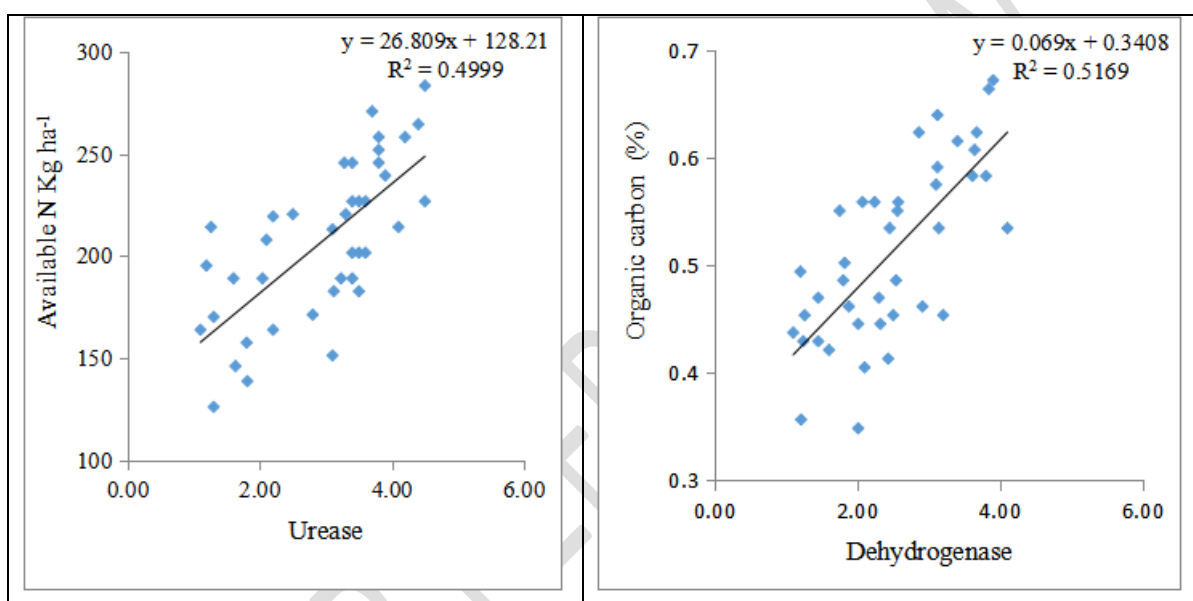 y = 26.809x + 128.21
R² = 0.4999
300
250
200
150
100
Available N Kg ha⁻¹
0.00 2.00 4.00 6.00
Urease
y = 0.069x + 0.3408
R² = 0.5169
0.7
0.6
0.5
0.4
0.3
Organic carbon (%)
0.00 2.00 4.00 6.00
Dehydrogenase